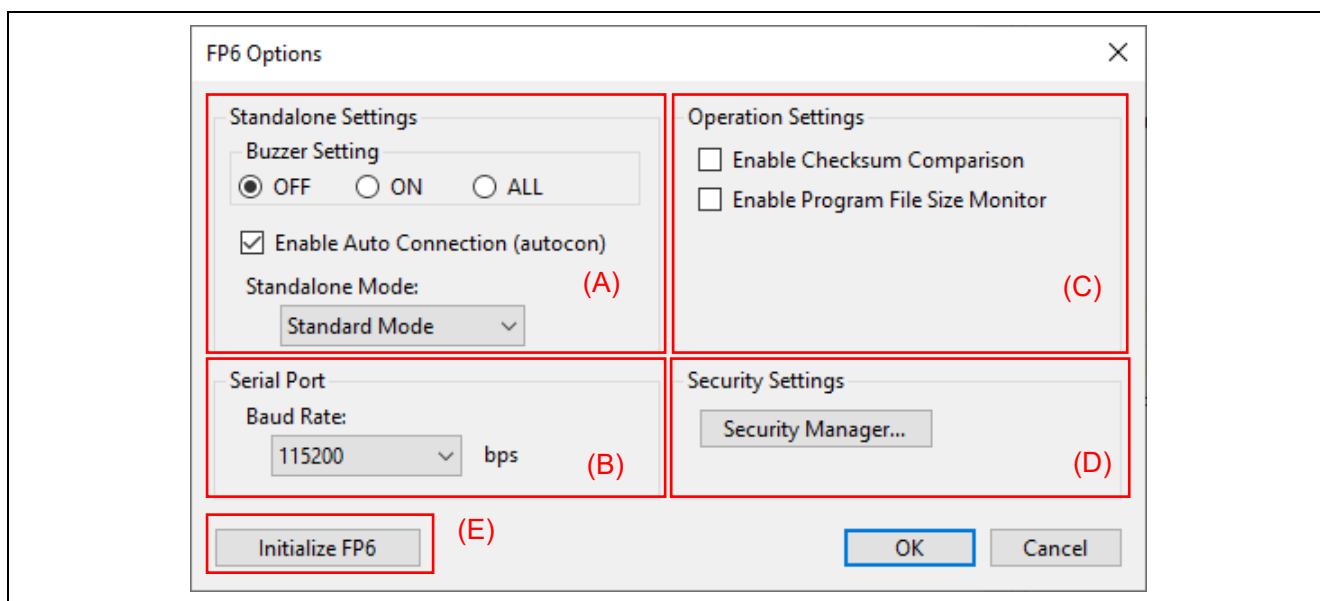 FP6 Options
Standalone Settings
Buzzer Setting
OFF ON ALL
Enable Auto Connection (autocon)
(A)
Standalone Mode:
Standard Mode
Operation Settings
Enable Checksum Comparison
Enable Program File Size Monitor
(C)
Serial Port
Baud Rate:
115200 bps
(B)
Security Settings
Security Manager...
(D)
Initialize FP6
(E)
OK
Cancel